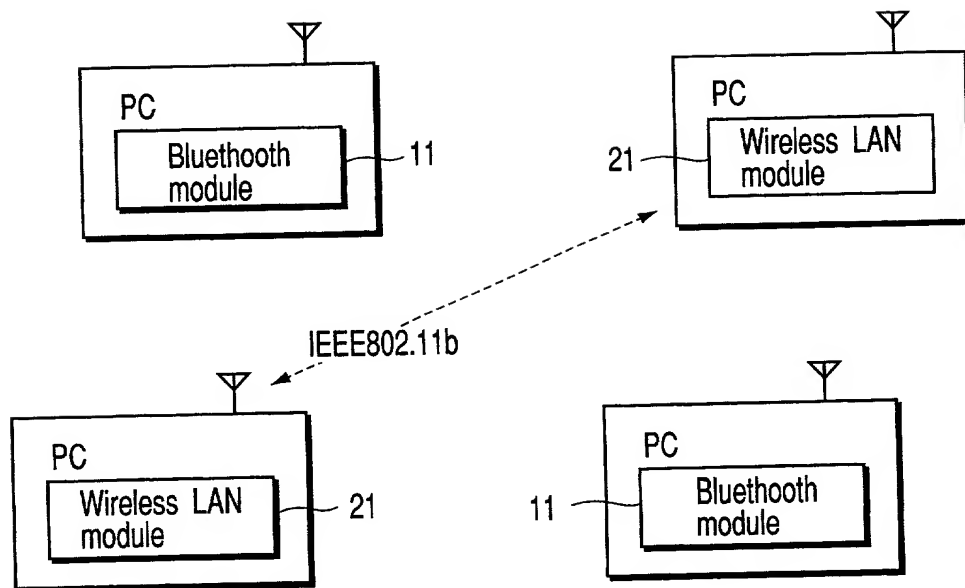 PC
Bluethooth
module
11
PC
Wireless LAN
module
21
IEEE802.11b
PC
Wireless LAN
module
21
PC
Bluethooth
module
11